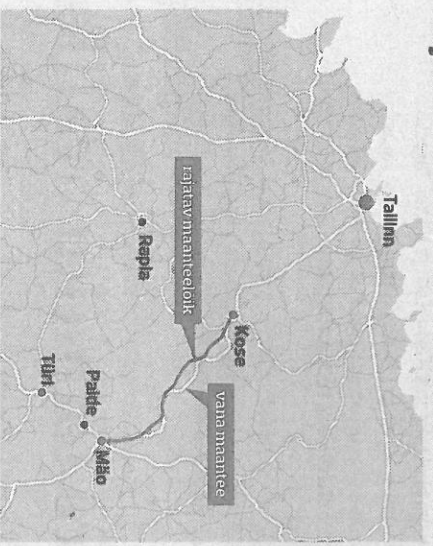 Tallinn
Kose
Rapla
rajatav maanteelõik
vana maantee
Paide
Mäo
Türi